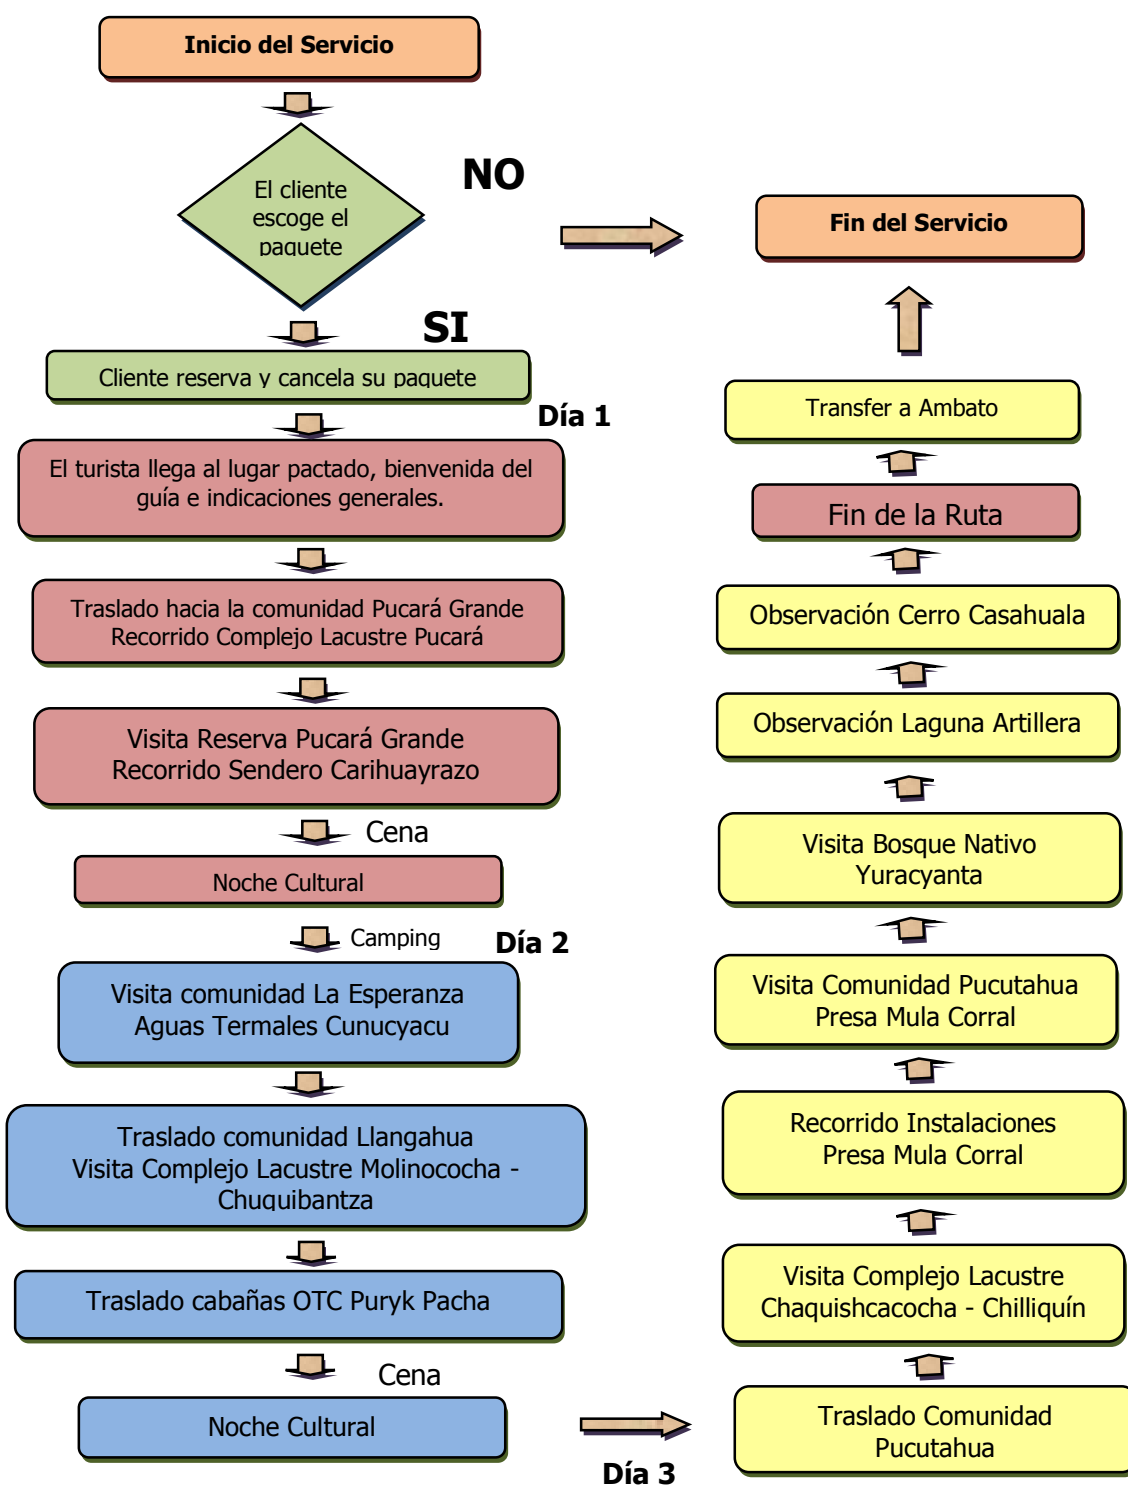 Inicio del Servicio
El cliente
escoge el
paquete
NO
Fin del Servicio
SI
Cliente reserva y cancela su paquete
Día 1
El turista llega al lugar pactado, bienvenida del
guía e indicaciones generales.
Traslado hacia la comunidad Pucará Grande
Recorrido Complejo Lacustre Pucará
Visita Reserva Pucará Grande
Recorrido Sendero Carihuayrazo
Cena
Noche Cultural
Camping
Día 2
Visita comunidad La Esperanza
Aguas Termales Cunucyacu
Traslado comunidad Llangahua
Visita Complejo Lacustre Molinococha -
Chuquibantza
Traslado cabañas OTC Puryk Pacha
Cena
Noche Cultural
Día 3
Traslado Comunidad
Pucutahua
Visita Complejo Lacustre
Chaquishcacocha - Chilliquín
Recorrido Instalaciones
Presa Mula Corral
Visita Comunidad Pucutahua
Presa Mula Corral
Visita Bosque Nativo
Yuracyanta
Observación Laguna Artillera
Observación Cerro Casahuala
Fin de la Ruta
Transfer a Ambato